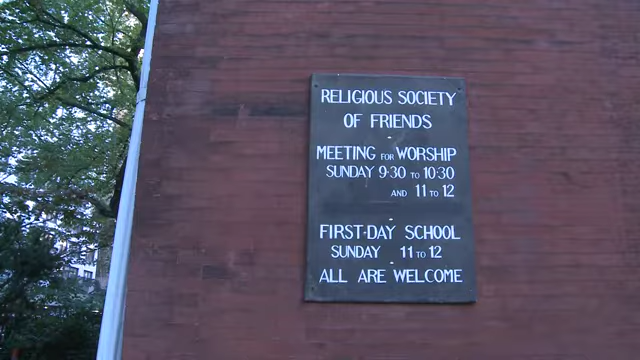 RELIGIOUS SOCIETY
OF FRIENDS
MEETING FOR WORSHIP
SUNDAY 9·30 TO 10·30
AND 11 TO 12
FIRST-DAY SCHOOL
SUNDAY 11 TO 12
ALL ARE WELCOME